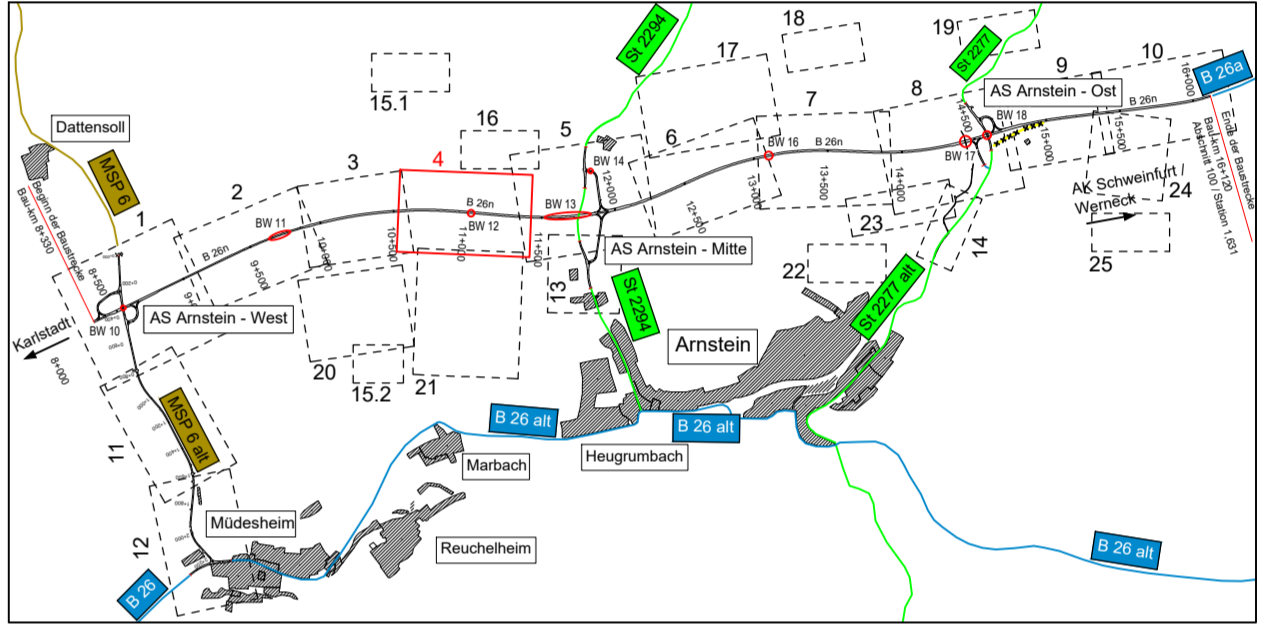 St 2294
18
19
St 2277
17
10
9
B 26a
16+000
15.1
8
AS Arnstein - Ost
7
Dattensoll
16
5
6
BW 18
B 26n
14+500
15+000
15+500
MSP 6
3
4
BW 14
BW 16
B 26n
BW 17
Ende der Baustrecke
Bau-km 16+120
Abschnitt 100 / Station 1,631
2
12+000
13+000
13+500
14+000
AK Schweinfurt /
Werneck
24
Beginn der Baustrecke
Bau-km 8+330
1
BW 11
B 26n
BW 12
BW 13
12+500
23
B 26n
10+000
10+500
11+000
11+500
AS Arnstein - Mitte
14
8+500
9+500
22
25
BW 10
AS Arnstein - West
13
St 2294
St 2277 alt
Karlstadt
8+000
Arnstein
20
15.2
21
MSP 6 alt
B 26 alt
B 26 alt
11
Heugrumbach
Marbach
Müdesheim
Reuchelheim
12
B 26 alt
B 26